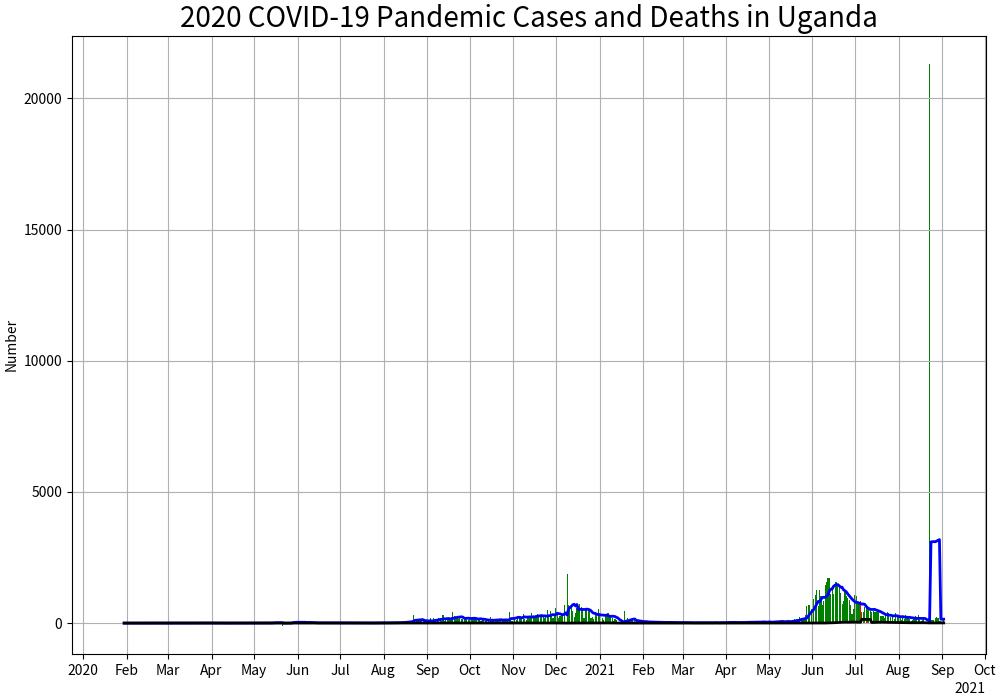 2020 COVID-19 Pandemic Cases and Deaths in Uganda
Number
20000
15000
10000
5000
0
2020 Feb Mar Apr May Jun Jul Aug Sep Oct Nov Dec 2021 Feb Mar Apr May Jun Jul Aug Sep Oct
2021